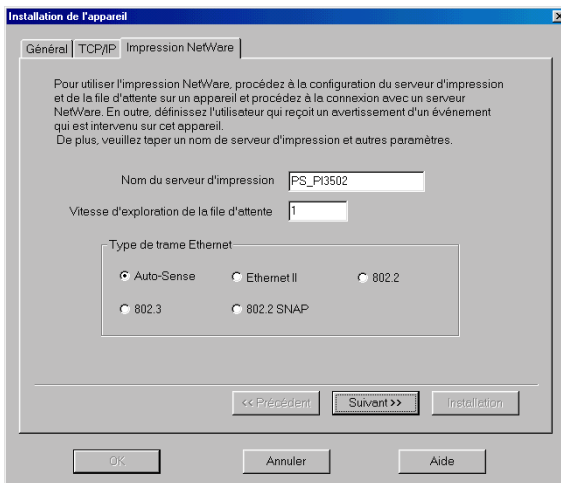 Installation de l'appareil
Général
TCP/IP
Impression NetWare
Pour utiliser l'impression NetWare, procédez à la configuration du serveur d'impression
et de la file d'attente sur un appareil et procédez à la connexion avec un serveur
NetWare. En outre, définissez l'utilisateur qui reçoit un avertissement d'un événement
qui est intervenu sur cet appareil.
De plus, veuillez taper un nom de serveur d'impression et autres paramètres.
Nom du serveur d'impression PS_PI3502
Vitesse d'exploration de la file d'attente 1
Type de trame Ethernet
Auto-Sense
Ethernet II
802.2
802.3
802.2 SNAP
<< Précédent
Suivant >>
Installation
OK
Annuler
Aide